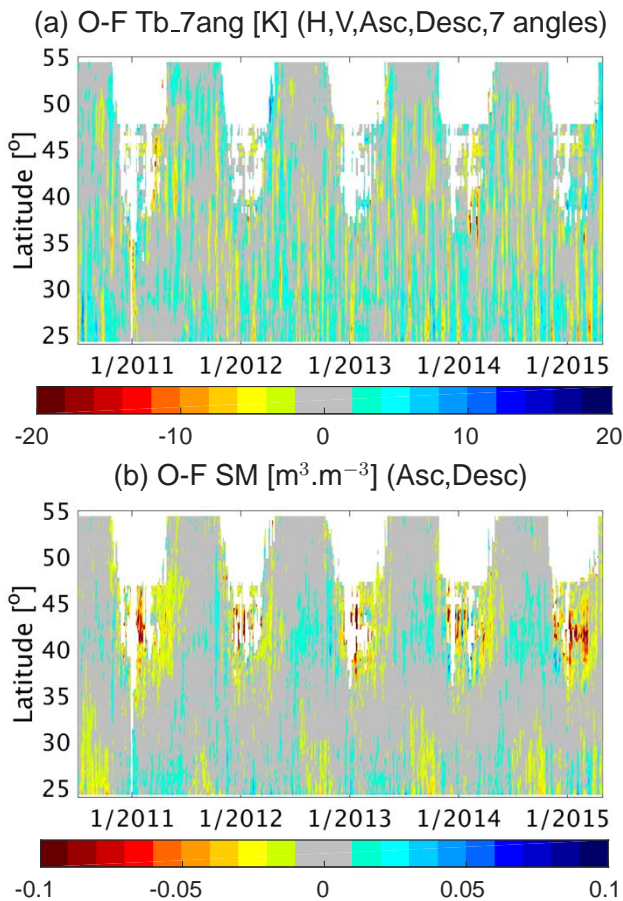 (a) O-F Tb_7ang [K] (H,V,Asc,Desc,7 angles)
55
50
45
40
35
30
25
Latitude [°]
1/2011 1/2012 1/2013 1/2014 1/2015
-20 -10 0 10 20
(b) O-F SM [m³.m⁻³] (Asc,Desc)
55
50
45
40
35
30
25
Latitude [°]
1/2011 1/2012 1/2013 1/2014 1/2015
-0.1 -0.05 0 0.05 0.1